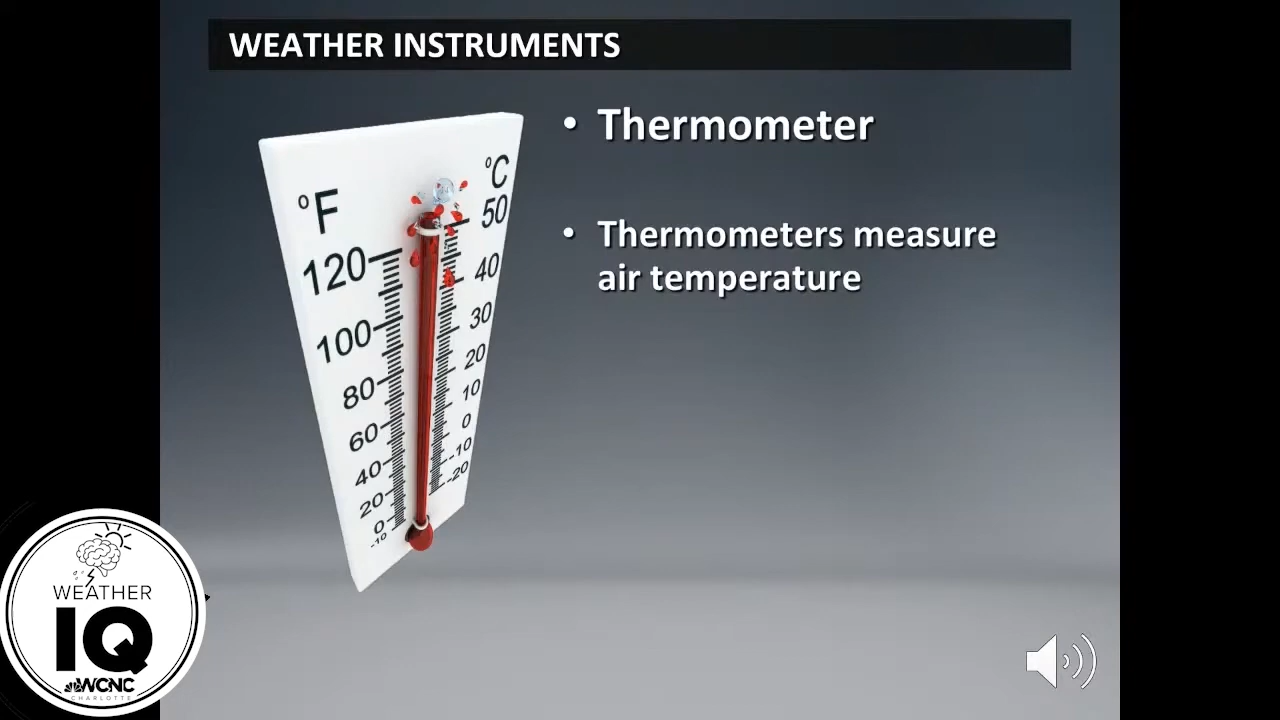 WEATHER INSTRUMENTS
• Thermometer
• Thermometers measure
air temperature
°F
°C
120
100
80
60
40
20
0
-10
50
40
30
20
10
0
-10
-20
WEATHER
IQ
WCNC
CHARLOTTE